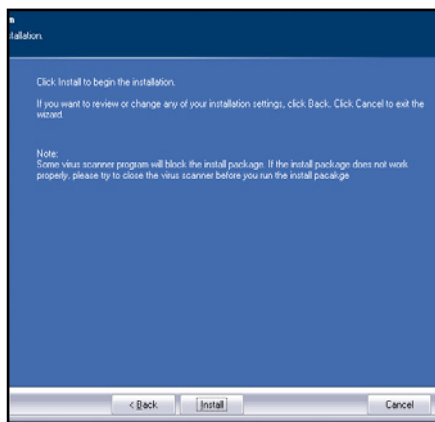 n
tallation.
Click Install to begin the installation.
If you want to review or change any of your installation settings, click Back. Click Cancel to exit the
wizard.
Note:
Some virus scanner program will block the install package. If the install package does not work
properly, please try to close the virus scanner before you run the install pacakge
< Back
Install
Cancel